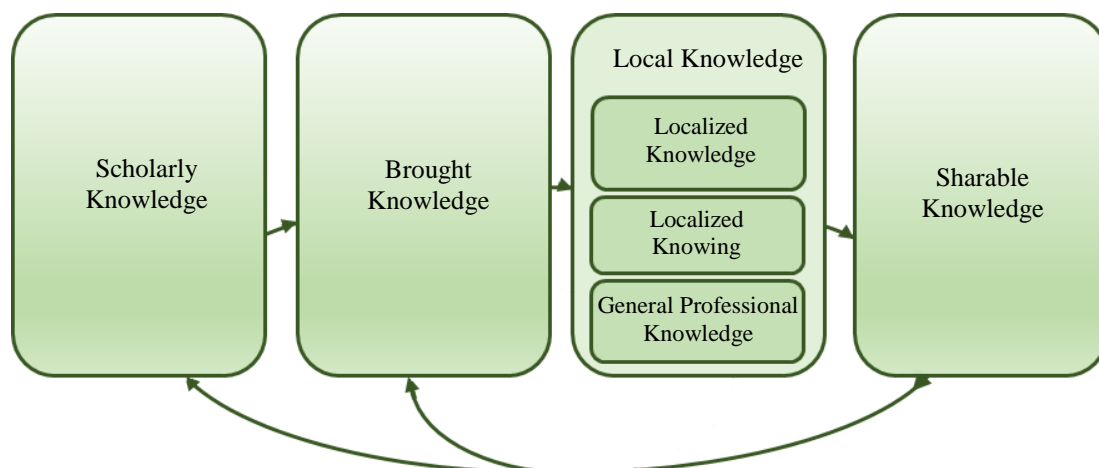 Scholarly
Knowledge
Brought
Knowledge
Local Knowledge
Localized
Knowledge
Localized
Knowing
General Professional
Knowledge
Sharable
Knowledge